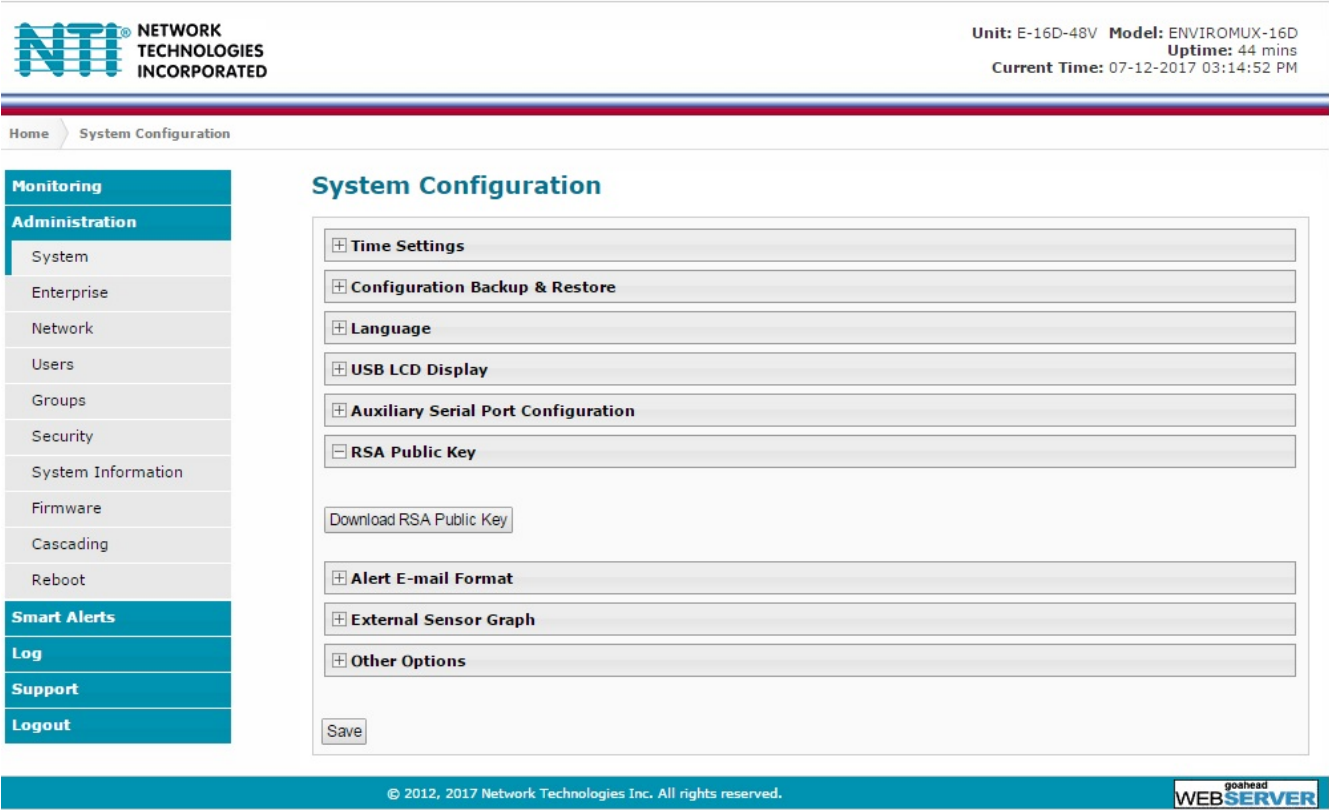 NTI® NETWORK
TECHNOLOGIES
INCORPORATED
Unit: E-16D-48V Model: ENVIROMUX-16D
Uptime: 44 mins
Current Time: 07-12-2017 03:14:52 PM
Home System Configuration
Monitoring
Administration
System
Enterprise
Network
Users
Groups
Security
System Information
Firmware
Cascading
Reboot
Smart Alerts
Log
Support
Logout
System Configuration
Time Settings
Configuration Backup & Restore
Language
USB LCD Display
Auxiliary Serial Port Configuration
RSA Public Key
Download RSA Public Key
Alert E-mail Format
External Sensor Graph
Other Options
Save
© 2012, 2017 Network Technologies Inc. All rights reserved.
goahead
WEBSERVER